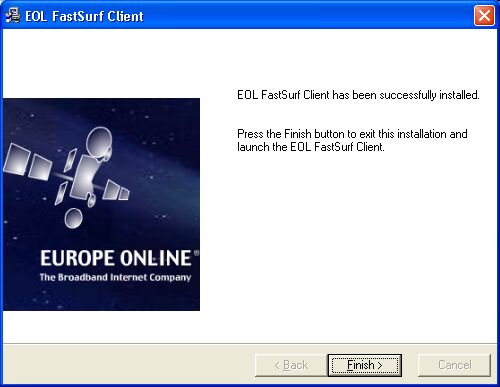 EOL FastSurf Client
EOL FastSurf Client has been successfully installed.
Press the Finish button to exit this installation and
launch the EOL FastSurf Client.
EUROPE ONLINE®
The Broadband Internet Company
< Back
Finish >
Cancel